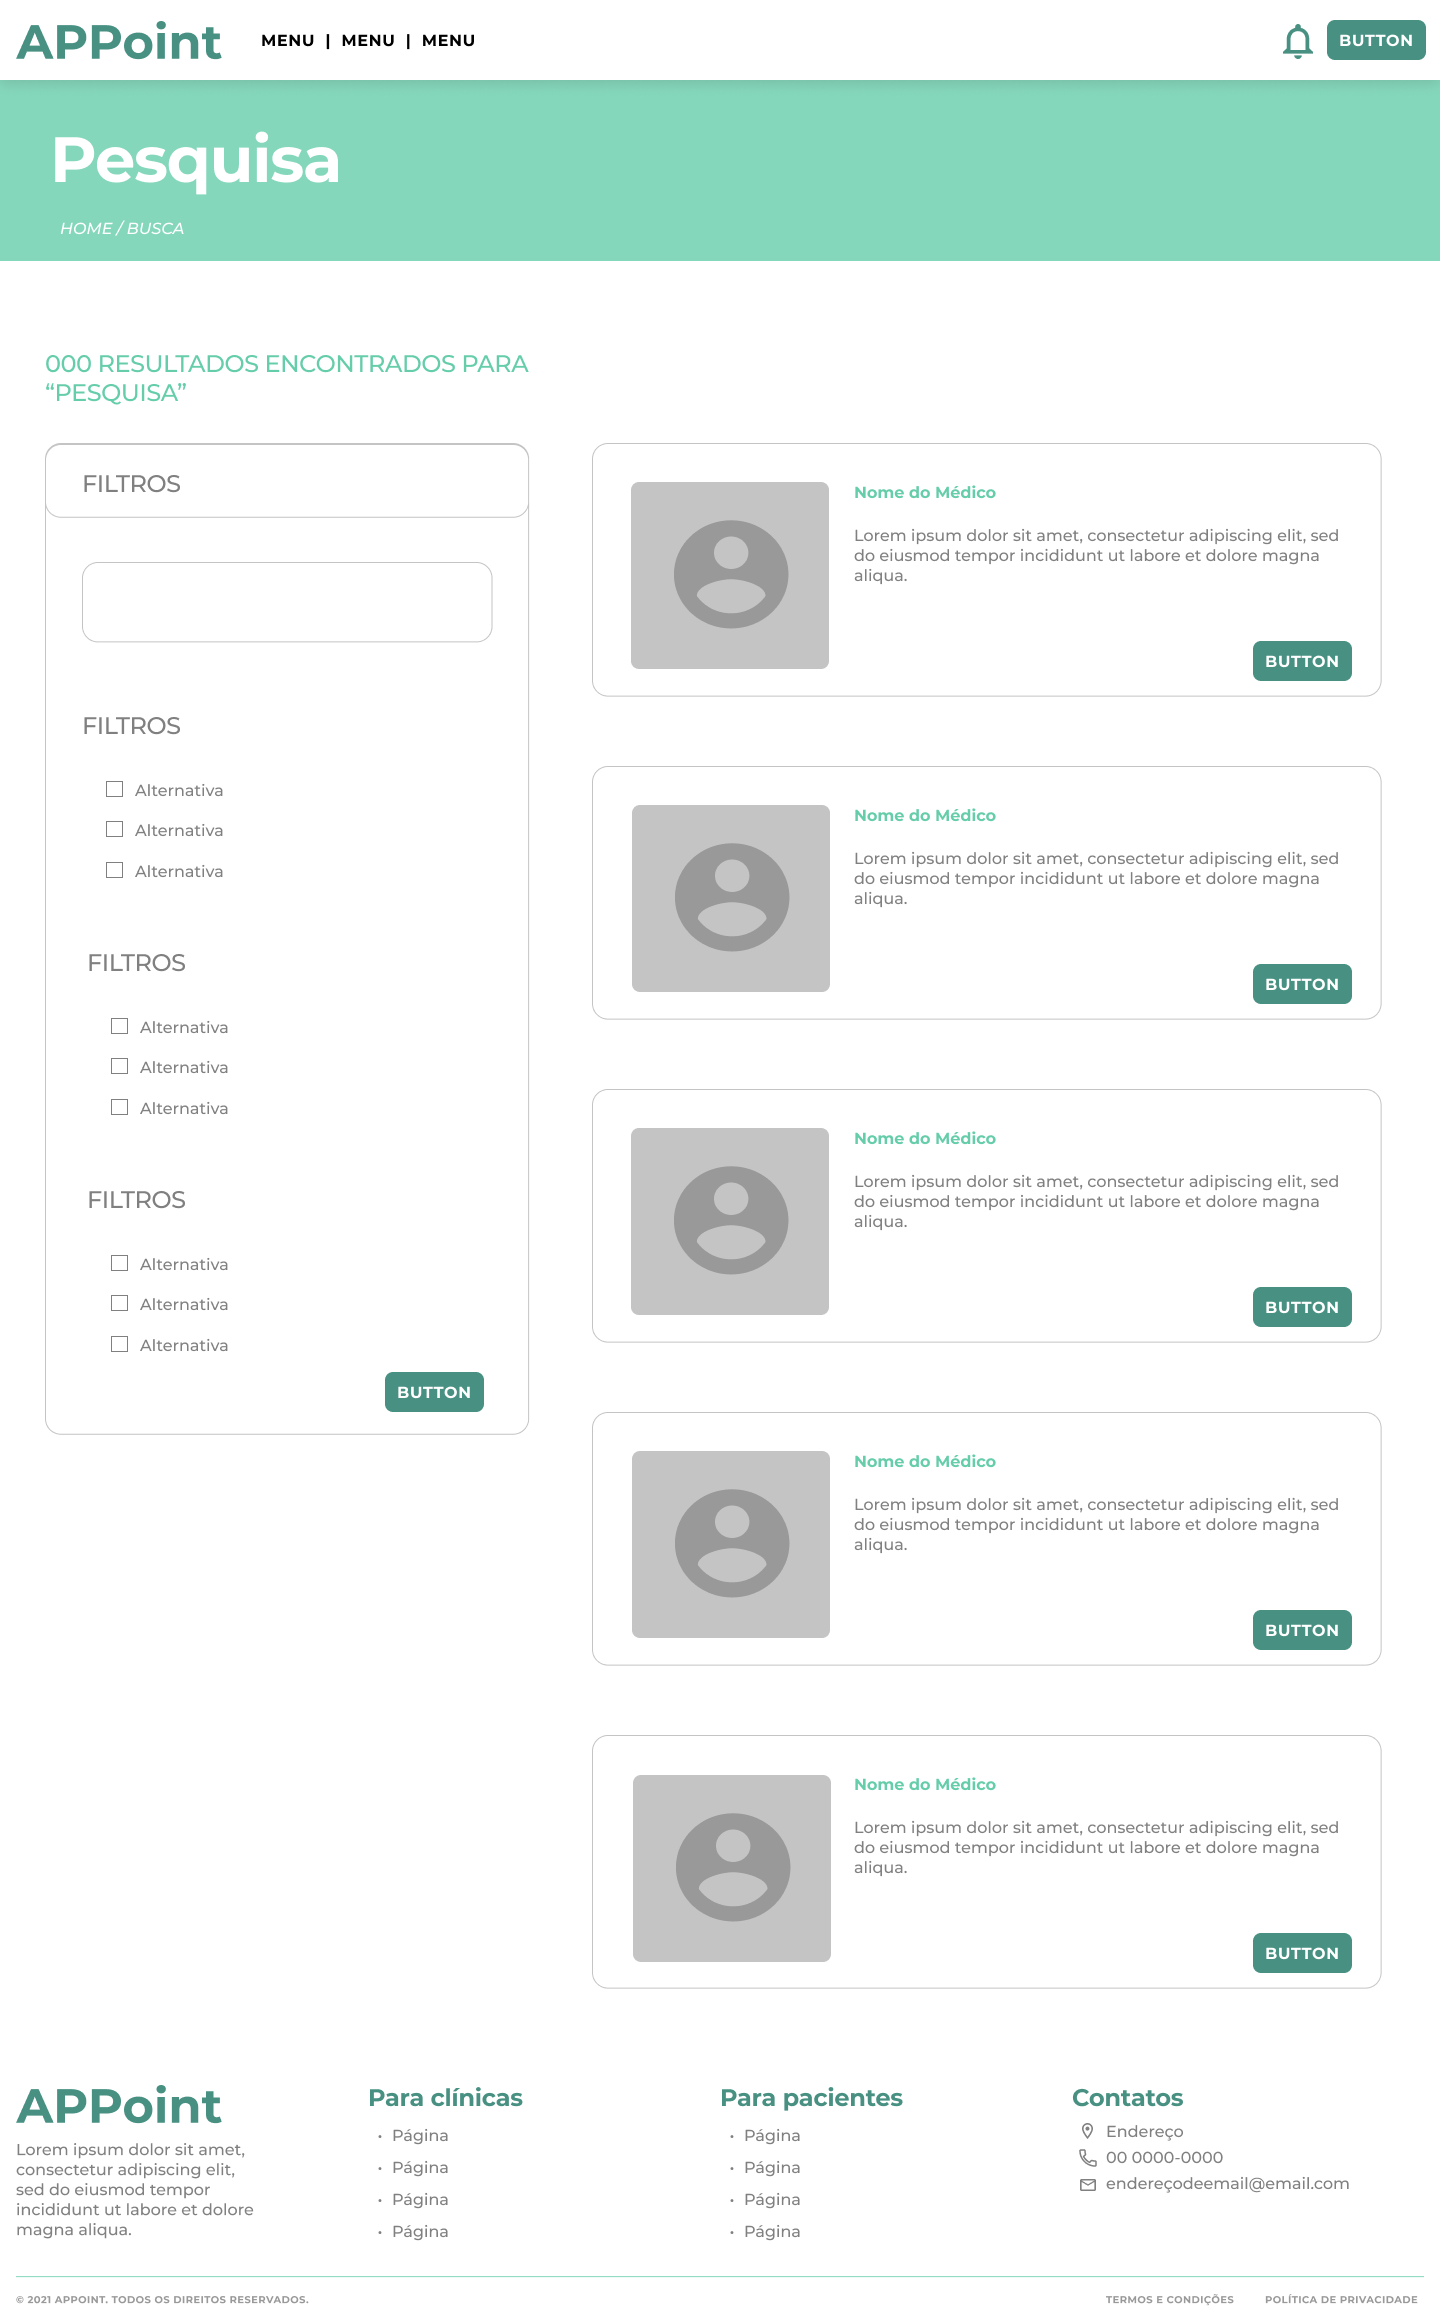 APPoint
MENU | MENU | MENU
BUTTON
Pesquisa
HOME / BUSCA
000 RESULTADOS ENCONTRADOS PARA
“PESQUISA”
FILTROS
FILTROS
Alternativa
Alternativa
Alternativa
FILTROS
Alternativa
Alternativa
Alternativa
FILTROS
Alternativa
Alternativa
Alternativa
BUTTON
Nome do Médico
Lorem ipsum dolor sit amet, consectetur adipiscing elit, sed
do eiusmod tempor incididunt ut labore et dolore magna
aliqua.
BUTTON
Nome do Médico
Lorem ipsum dolor sit amet, consectetur adipiscing elit, sed
do eiusmod tempor incididunt ut labore et dolore magna
aliqua.
BUTTON
Nome do Médico
Lorem ipsum dolor sit amet, consectetur adipiscing elit, sed
do eiusmod tempor incididunt ut labore et dolore magna
aliqua.
BUTTON
Nome do Médico
Lorem ipsum dolor sit amet, consectetur adipiscing elit, sed
do eiusmod tempor incididunt ut labore et dolore magna
aliqua.
BUTTON
Nome do Médico
Lorem ipsum dolor sit amet, consectetur adipiscing elit, sed
do eiusmod tempor incididunt ut labore et dolore magna
aliqua.
BUTTON
APPoint
Lorem ipsum dolor sit amet,
consectetur adipiscing elit,
sed do eiusmod tempor
incididunt ut labore et dolore
magna aliqua.
Para clínicas
• Página
• Página
• Página
• Página
Para pacientes
• Página
• Página
• Página
• Página
Contatos
Endereço
00 0000-0000
endereçodeemail@email.com
© 2021 APPOINT. TODOS OS DIREITOS RESERVADOS.
TERMOS E CONDIÇÕES
POLÍTICA DE PRIVACIDADE